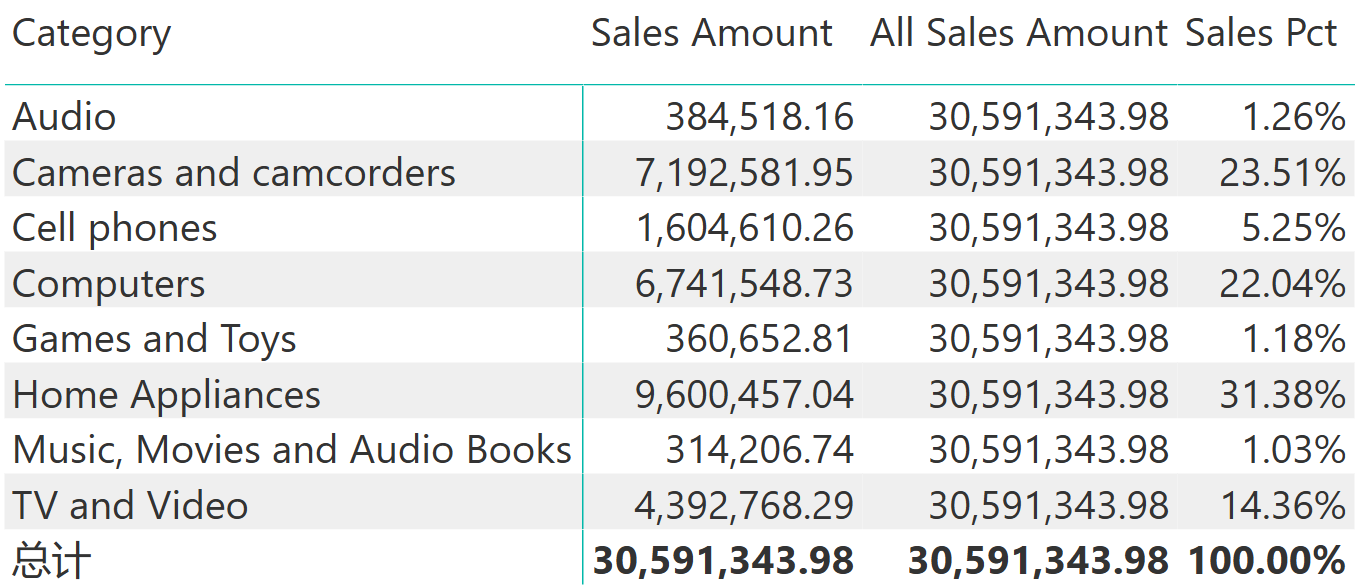 Category Sales Amount All Sales Amount Sales Pct
Audio 384,518.16 30,591,343.98 1.26%
Cameras and camcorders 7,192,581.95 30,591,343.98 23.51%
Cell phones 1,604,610.26 30,591,343.98 5.25%
Computers 6,741,548.73 30,591,343.98 22.04%
Games and Toys 360,652.81 30,591,343.98 1.18%
Home Appliances 9,600,457.04 30,591,343.98 31.38%
Music, Movies and Audio Books 314,206.74 30,591,343.98 1.03%
TV and Video 4,392,768.29 30,591,343.98 14.36%
总计 30,591,343.98 30,591,343.98 100.00%